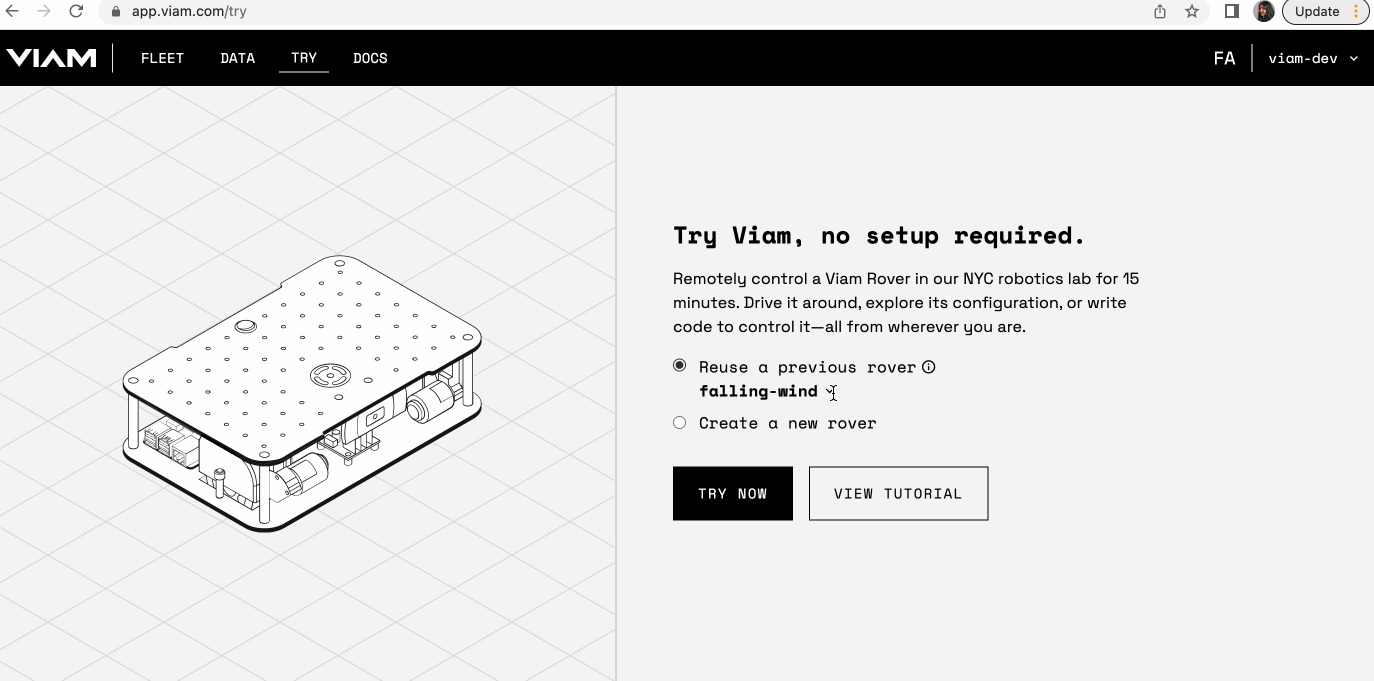 app.viam.com/try
Update
VIAM
FLEET
DATA
TRY
DOCS
FA
viam-dev
Try Viam, no setup required.
Remotely control a Viam Rover in our NYC robotics lab for 15
minutes. Drive it around, explore its configuration, or write
code to control it—all from wherever you are.
Reuse a previous rover
falling-wind
Create a new rover
TRY NOW
VIEW TUTORIAL